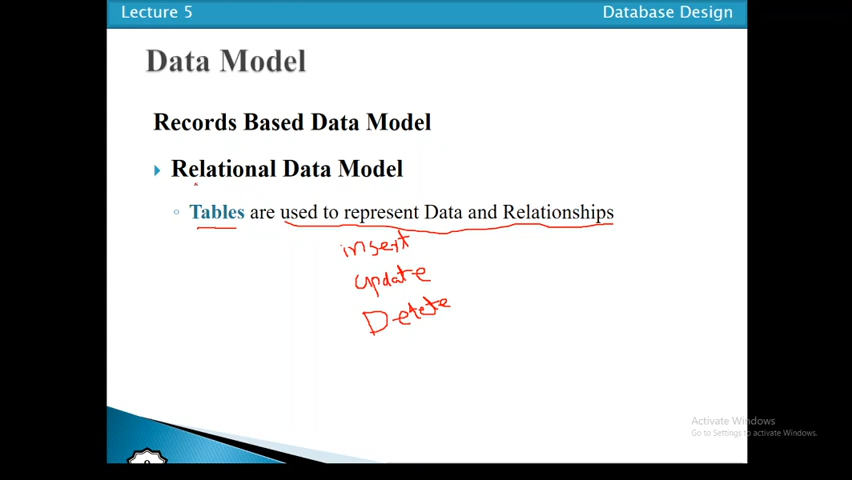 Lecture 5 Database Design
Data Model
Records Based Data Model
Relational Data Model
Tables are used to represent Data and Relationships
insert
update
Delete
Activate Windows
Go to Settings to activate Windows.